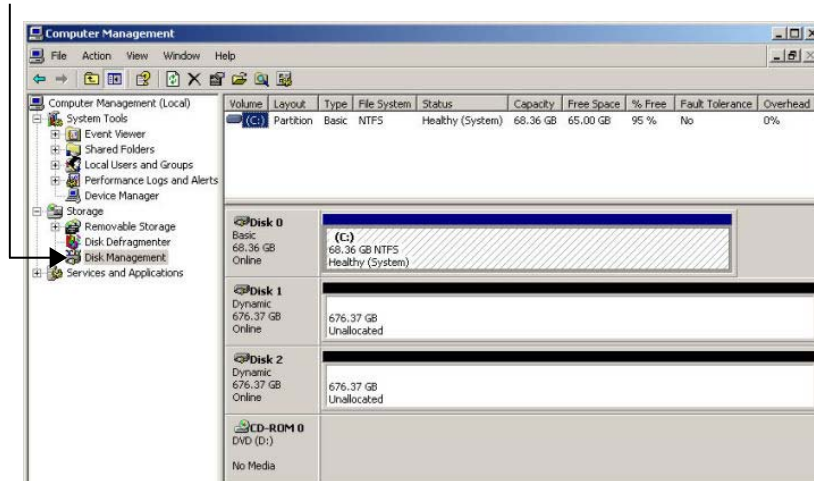 Computer Management
File Action View Window Help
Computer Management (Local)
System Tools
Event Viewer
Shared Folders
Local Users and Groups
Performance Logs and Alerts
Device Manager
Storage
Removable Storage
Disk Defragmenter
Disk Management
Services and Applications
Volume Layout Type File System Status Capacity Free Space % Free Fault Tolerance Overhead
(C:) Partition Basic NTFS Healthy (System) 68.36 GB 65.00 GB 95 % No 0%
Disk 0
Basic
68.36 GB
Online
(C:)
68.36 GB NTFS
Healthy (System)
Disk 1
Dynamic
676.37 GB
Online
676.37 GB
Unallocated
Disk 2
Dynamic
676.37 GB
Online
676.37 GB
Unallocated
CD-ROM 0
DVD (D:)
No Media